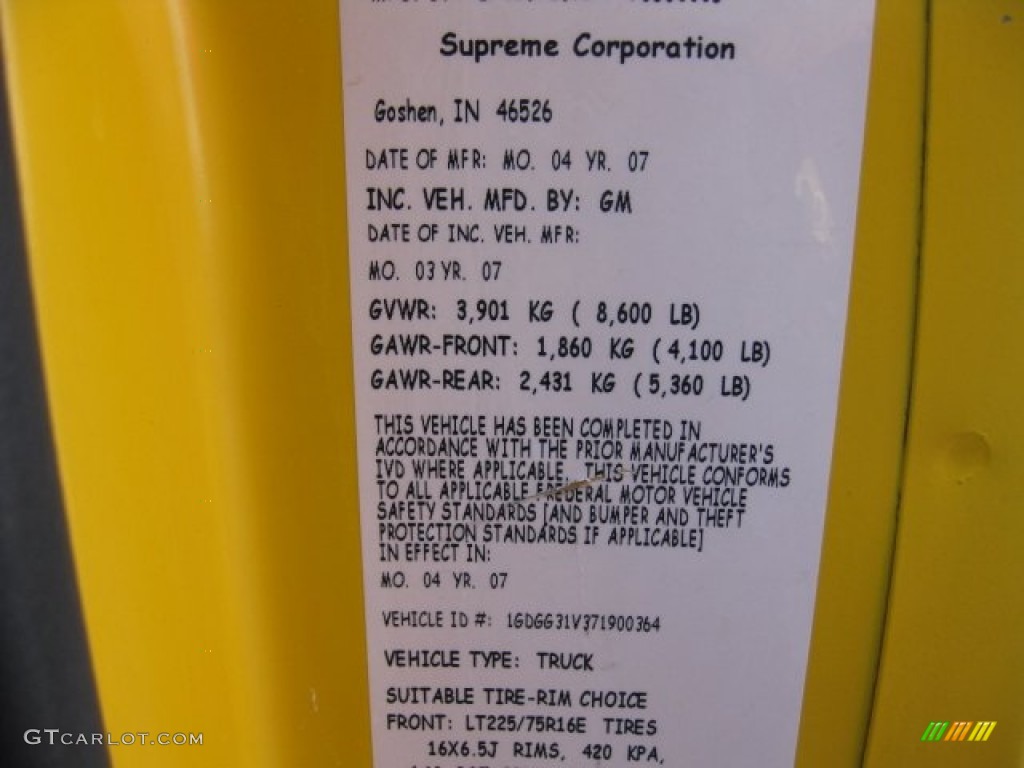 Supreme Corporation
Goshen, IN 46526
DATE OF MFR: MO. 04 YR. 07
INC. VEH. MFD. BY: GM
DATE OF INC. VEH. MFR:
MO. 03 YR. 07
GVWR: 3,901 KG ( 8,600 LB)
GAWR-FRONT: 1,860 KG ( 4,100 LB)
GAWR-REAR: 2,431 KG ( 5,360 LB)
THIS VEHICLE HAS BEEN COMPLETED IN
ACCORDANCE WITH THE PRIOR MANUFACTURER'S
IVD WHERE APPLICABLE. THIS VEHICLE CONFORMS
TO ALL APPLICABLE FREDERAL MOTOR VEHICLE
SAFETY STANDARDS [AND BUMPER AND THEFT
PROTECTION STANDARDS IF APPLICABLE]
IN EFFECT IN:
MO. 04 YR. 07
VEHICLE ID #: 1GDGG31V371900364
VEHICLE TYPE: TRUCK
SUITABLE TIRE-RIM CHOICE
FRONT: LT225/75R16E TIRES
16X6.5J RIMS, 420 KPA,
GTCARLOT.COM